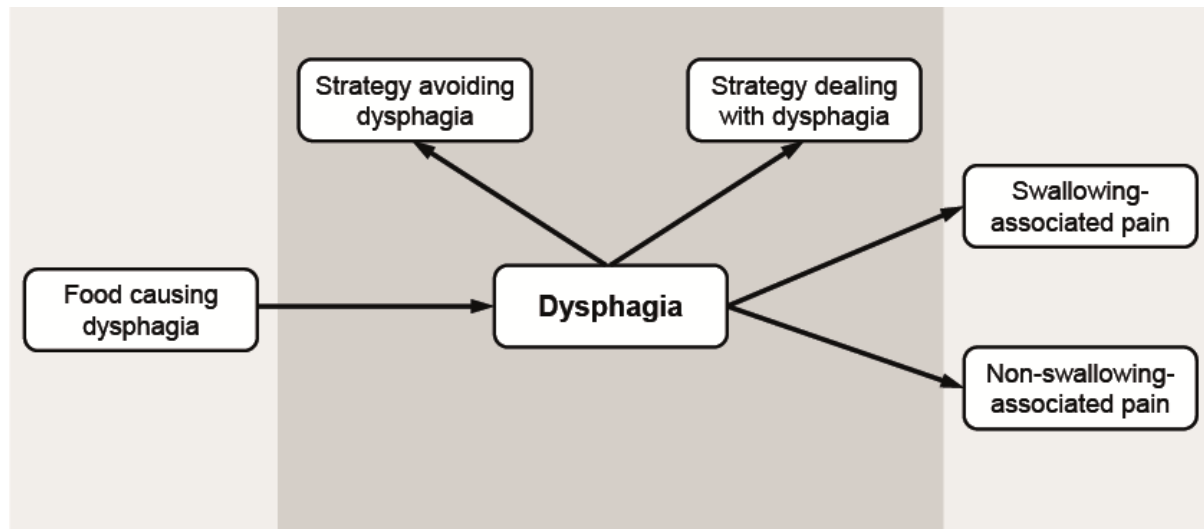 Strategy avoiding
dysphagia
Strategy dealing
with dysphagia
Swallowing-
associated pain
Food causing
dysphagia
Dysphagia
Non-swallowing-
associated pain